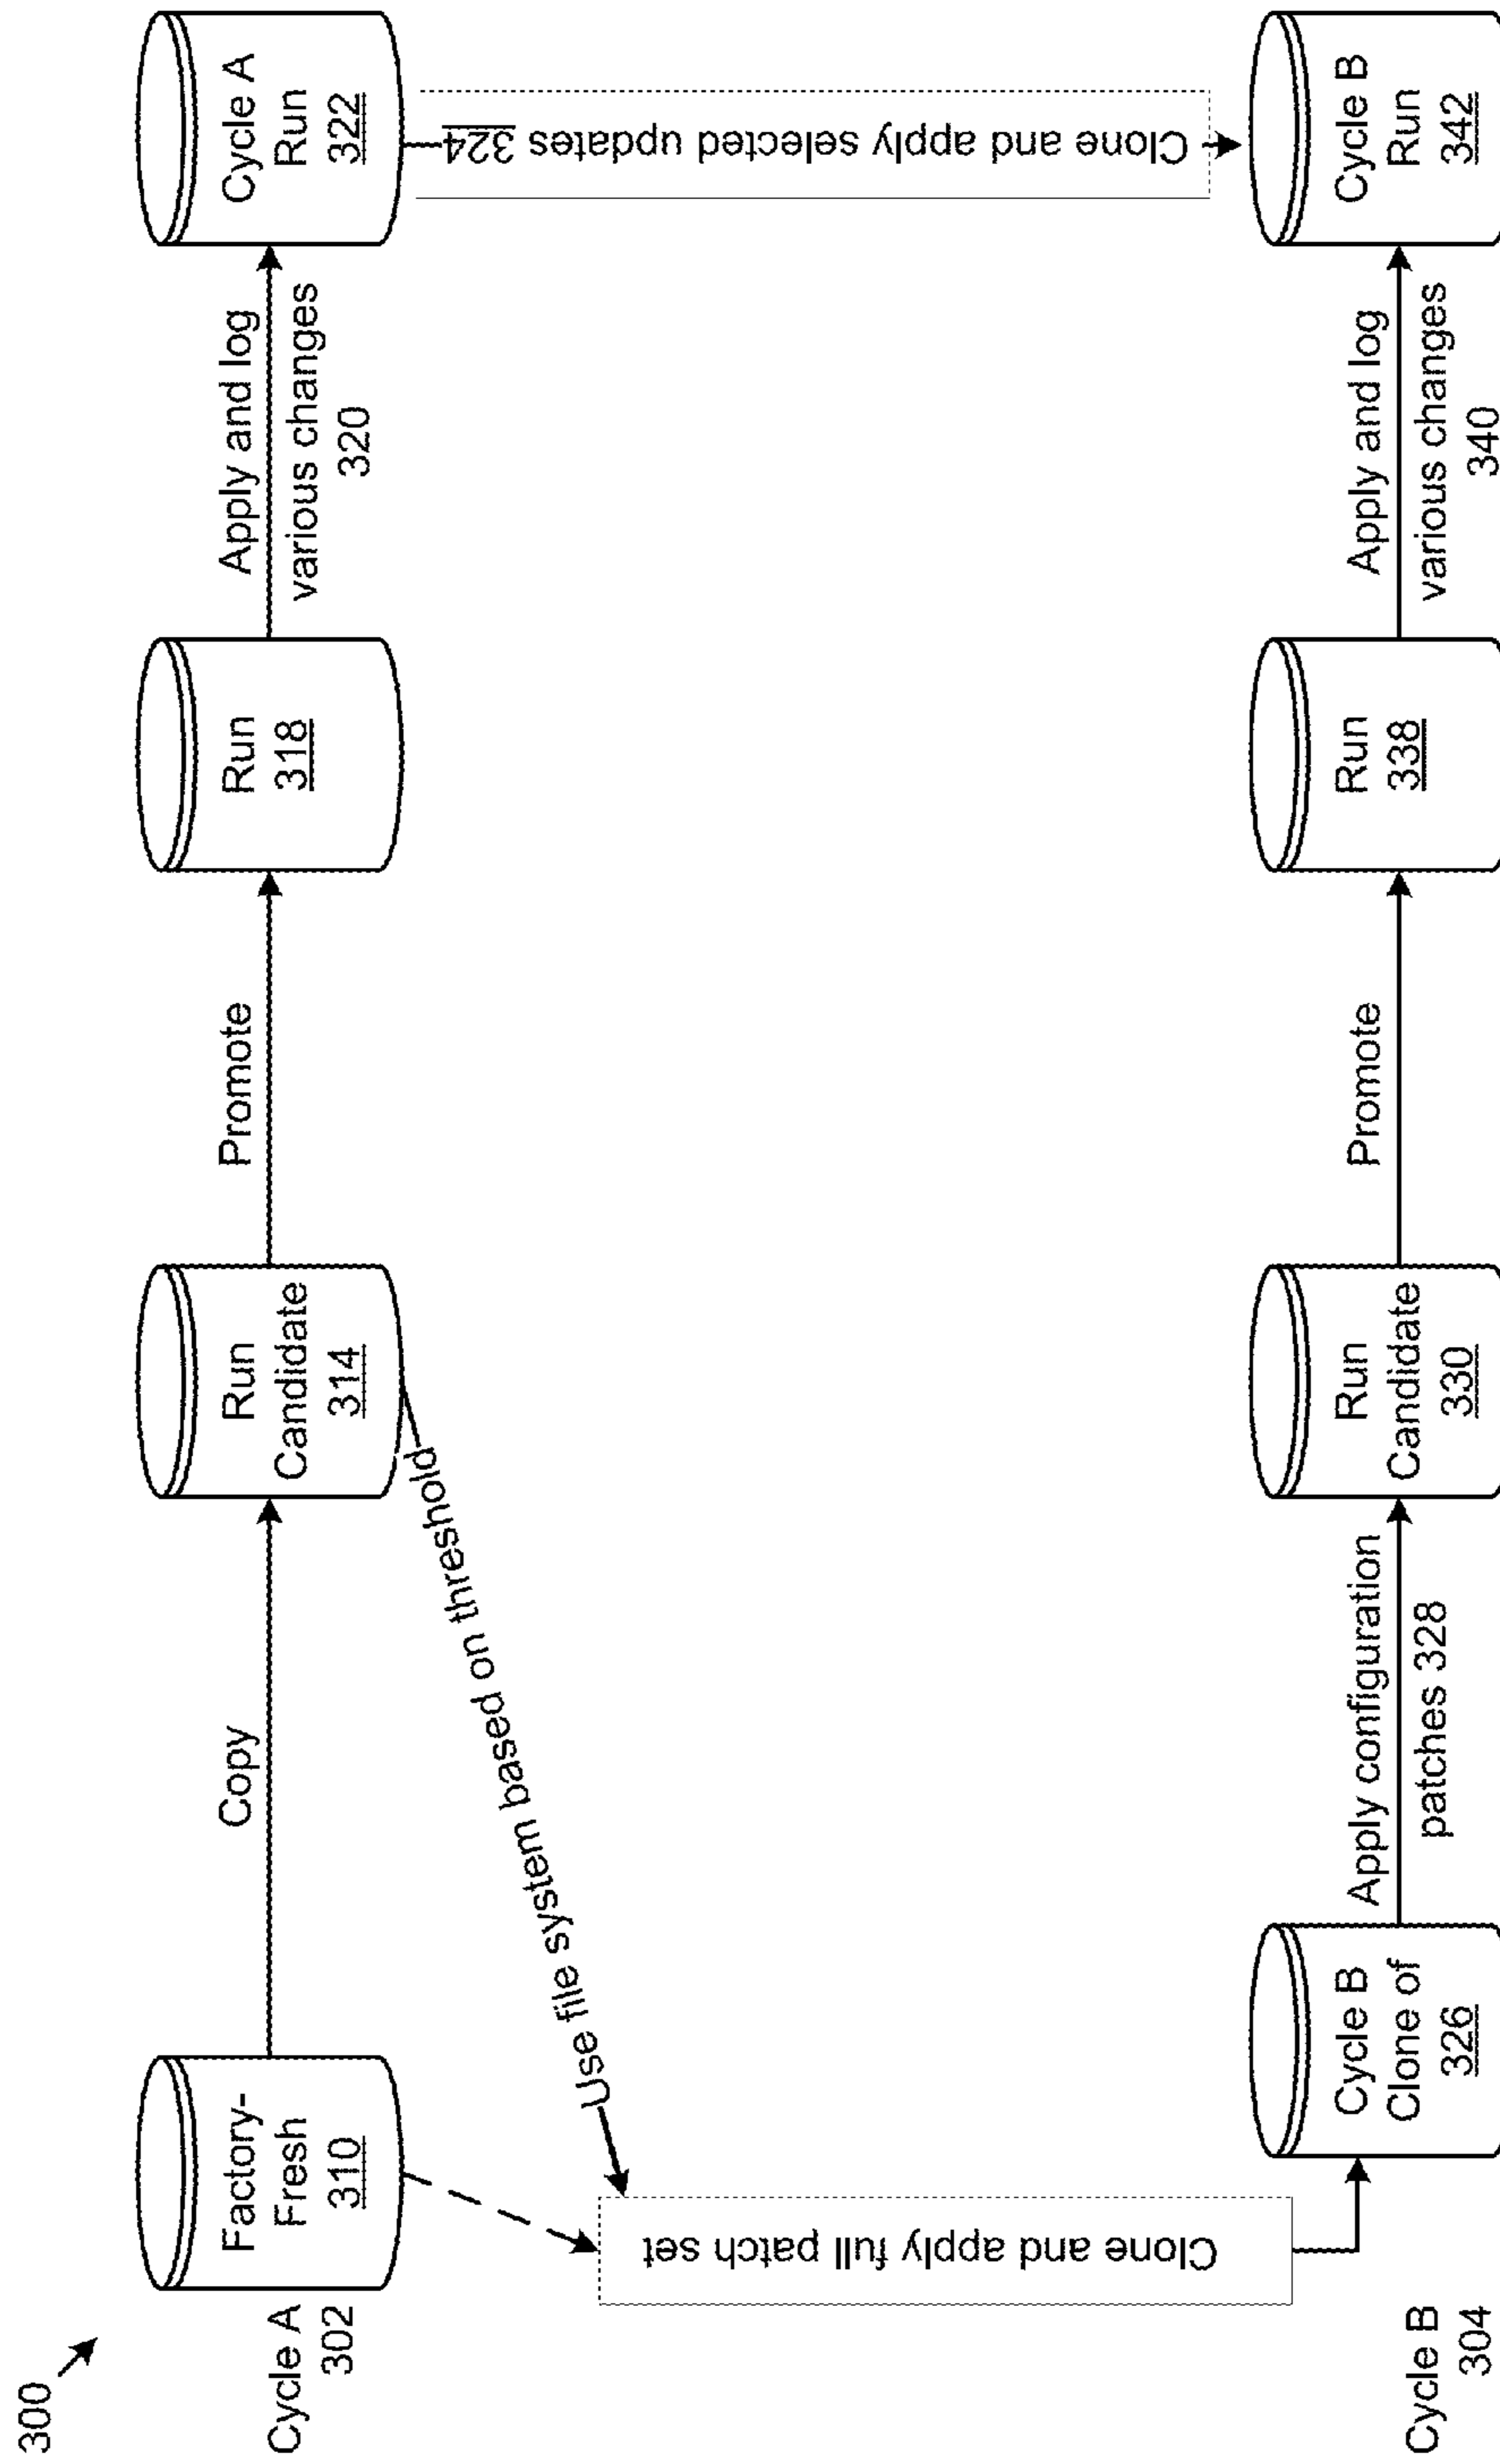 300
Cycle A
302
Factory-
Fresh
310
Copy
Run
Candidate
314
Promote
Run
318
Apply and log
various changes
320
Cycle A
Run
322
Use file system based on threshold
Clone and apply full patch set
Clone and apply selected updates 324
Cycle B
304
Cycle B
Clone of
326
Apply configuration
patches 328
Run
Candidate
330
Promote
Run
338
Apply and log
various changes
340
Cycle B
Run
342